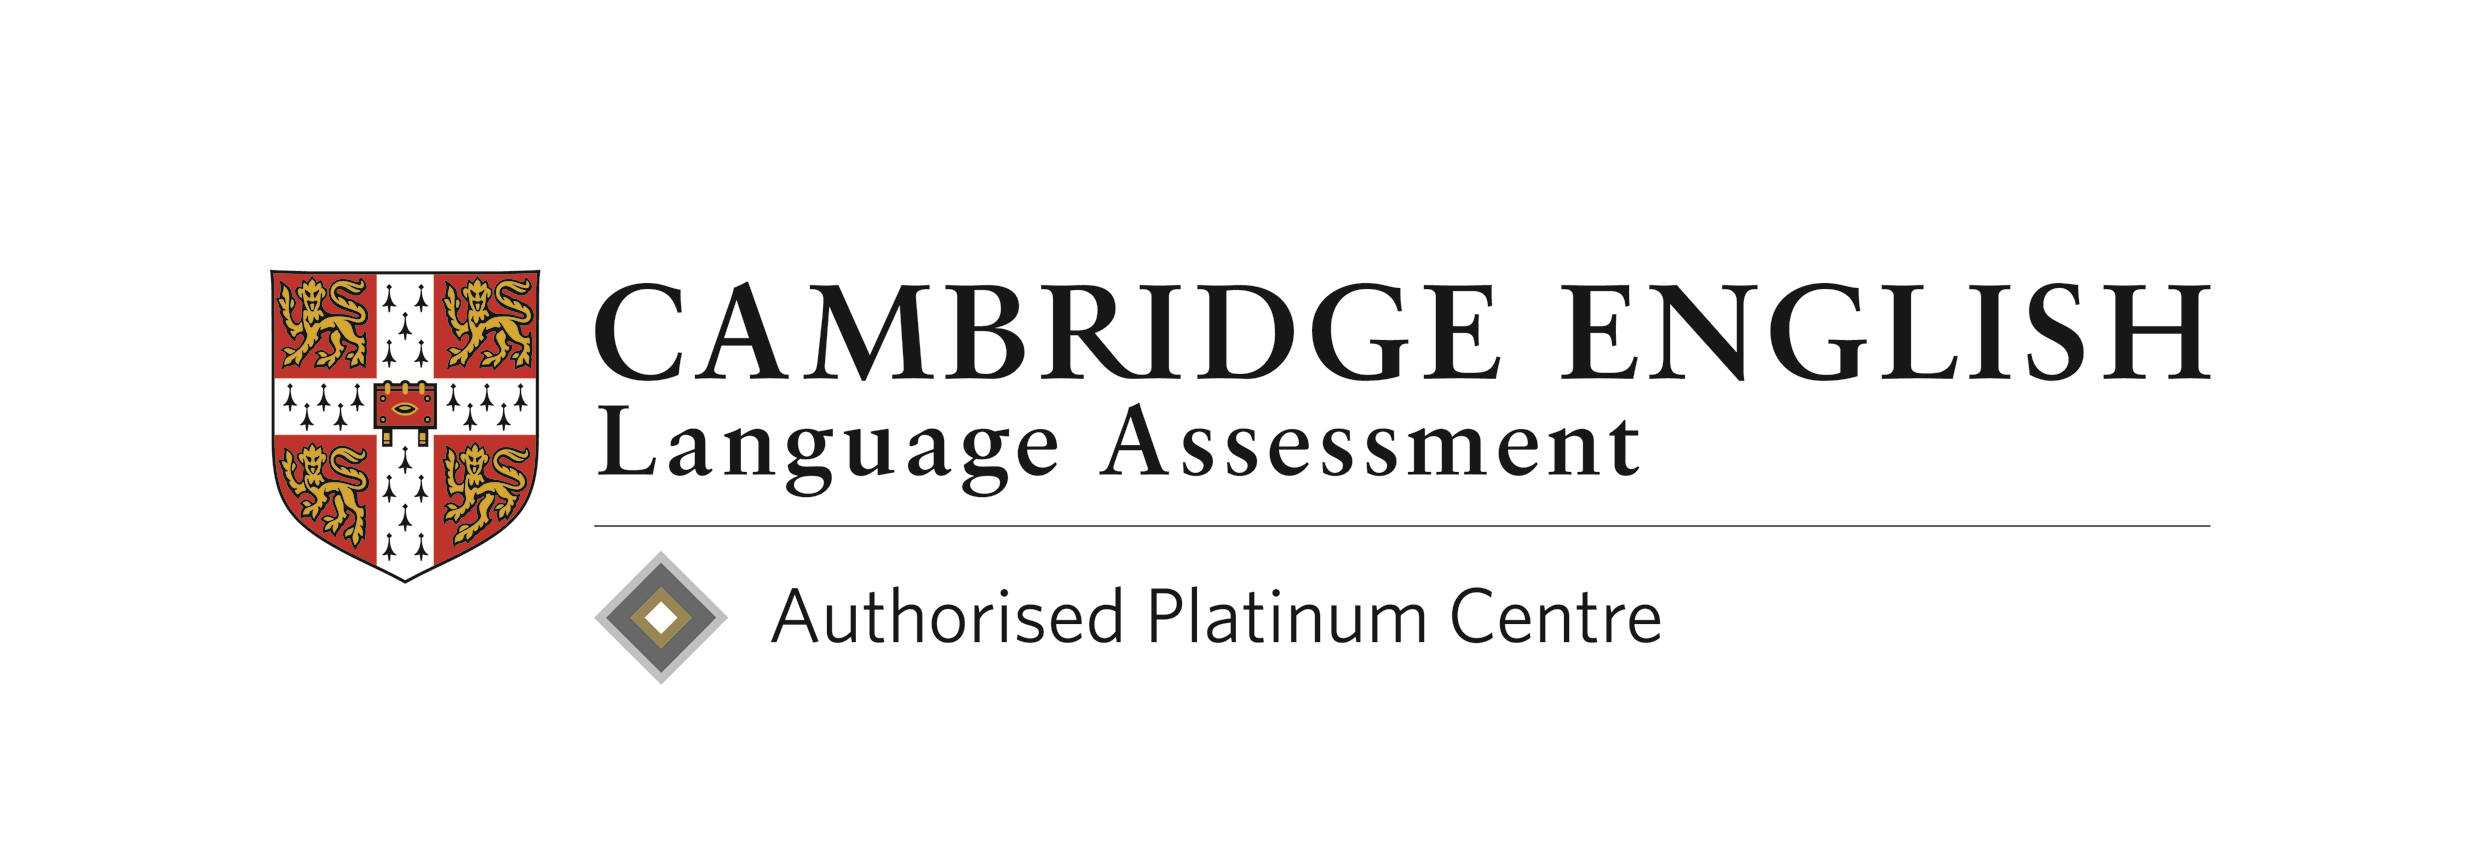 CAMBRIDGE ENGLISH
Language Assessment
Authorised Platinum Centre